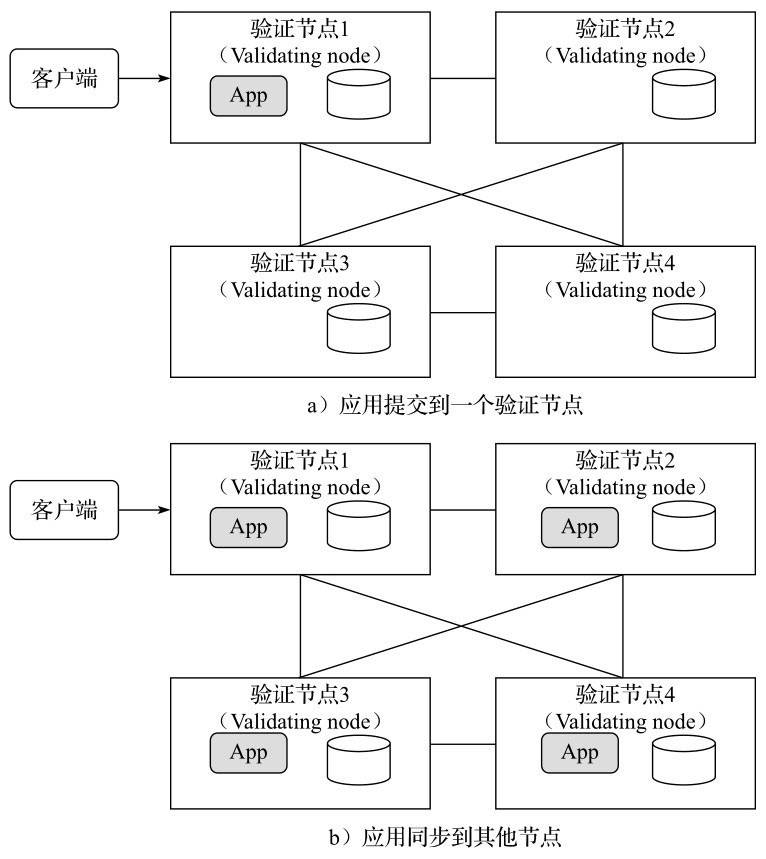 验证节点1
（Validating node）
验证节点2
（Validating node）
客户端
App
验证节点3
（Validating node）
验证节点4
（Validating node）
a）应用提交到一个验证节点
验证节点1
（Validating node）
验证节点2
（Validating node）
客户端
App
App
验证节点3
（Validating node）
验证节点4
（Validating node）
App
App
b）应用同步到其他节点